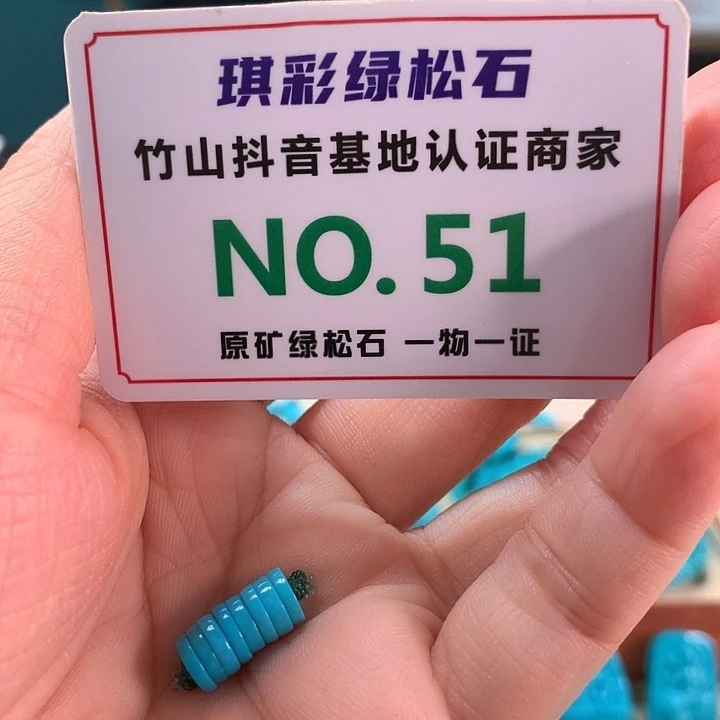 琪彩绿松石
竹山抖音基地认证商家
NO. 51
原矿绿松石 一物一证